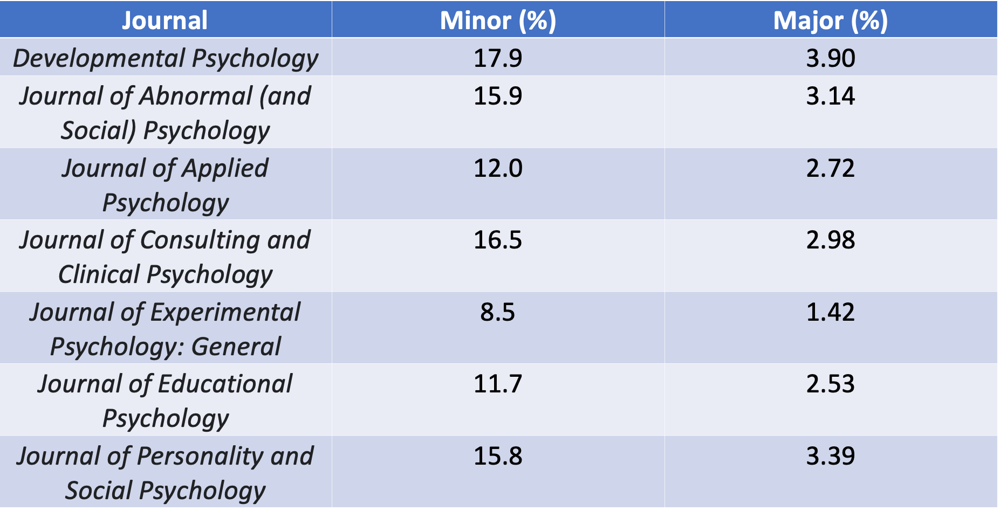 Journal Minor (%) Major (%)
Developmental Psychology 17.9 3.90
Journal of Abnormal (and 15.9 3.14
Social) Psychology
Journal of Applied 12.0 2.72
Psychology
Journal of Consulting and 16.5 2.98
Clinical Psychology
Journal of Experimental 8.5 1.42
Psychology: General
Journal of Educational 11.7 2.53
Psychology
Journal of Personality and 15.8 3.39
Social Psychology